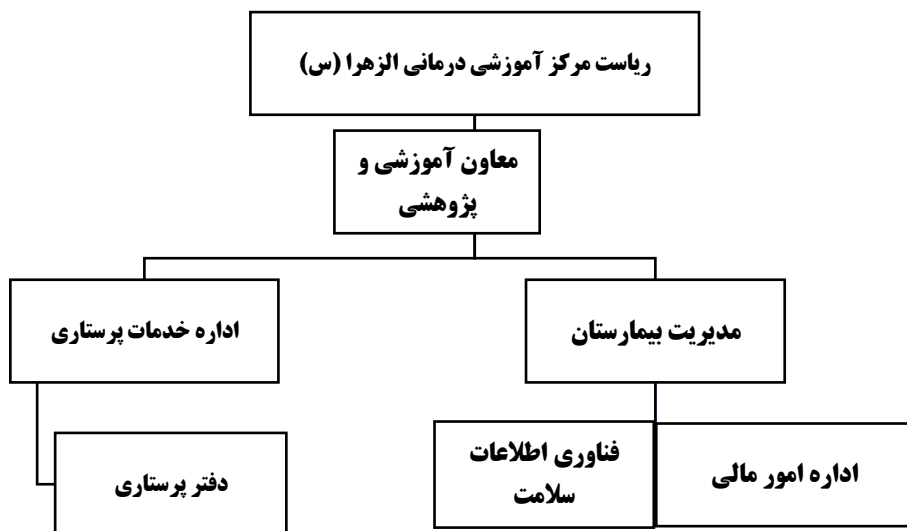 ریاست مرکز آموزشی درمانی الزهرا (س)
معاون آموزشی و
پژوهشی
مدیریت بیمارستان
اداره خدمات پرستاری
اداره امور مالی
فناوری اطلاعات
سلامت
دفتر پرستاری